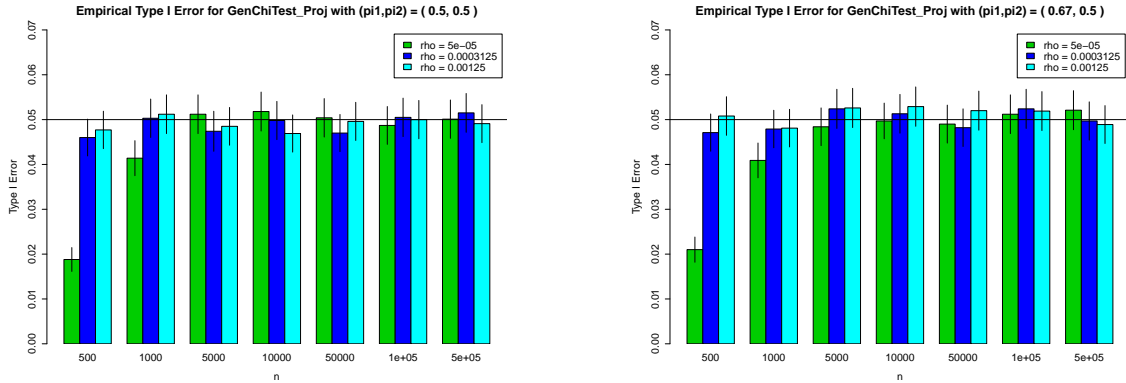 Empirical Type I Error for GenChiTest_Proj with (pi1,pi2) = ( 0.5, 0.5 )
0.07
0.06
0.05
0.04
0.03
0.02
0.01
0.00
Type I Error
rho = 5e−05
rho = 0.0003125
rho = 0.00125
500 1000 5000 10000 50000 1e+05 5e+05
n
Empirical Type I Error for GenChiTest_Proj with (pi1,pi2) = ( 0.67, 0.5 )
0.07
0.06
0.05
0.04
0.03
0.02
0.01
0.00
Type I Error
rho = 5e−05
rho = 0.0003125
rho = 0.00125
500 1000 5000 10000 50000 1e+05 5e+05
n